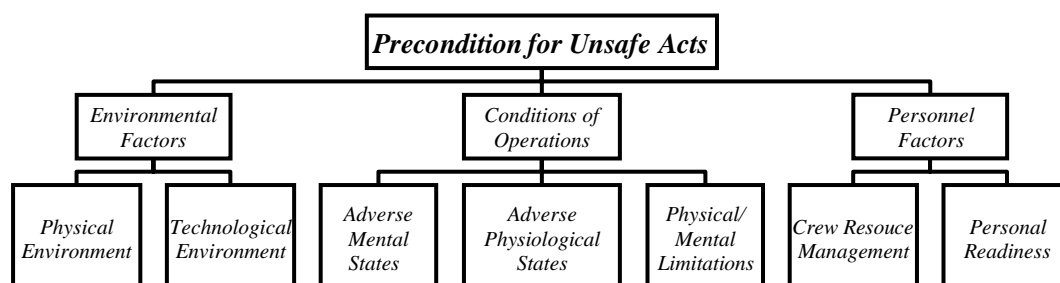 Precondition for Unsafe Acts
Environmental
Factors
Conditions of
Operations
Personnel
Factors
Physical
Environment
Technological
Environment
Adverse
Mental
States
Adverse
Physiological
States
Physical/
Mental
Limitations
Crew Resouce
Management
Personal
Readiness